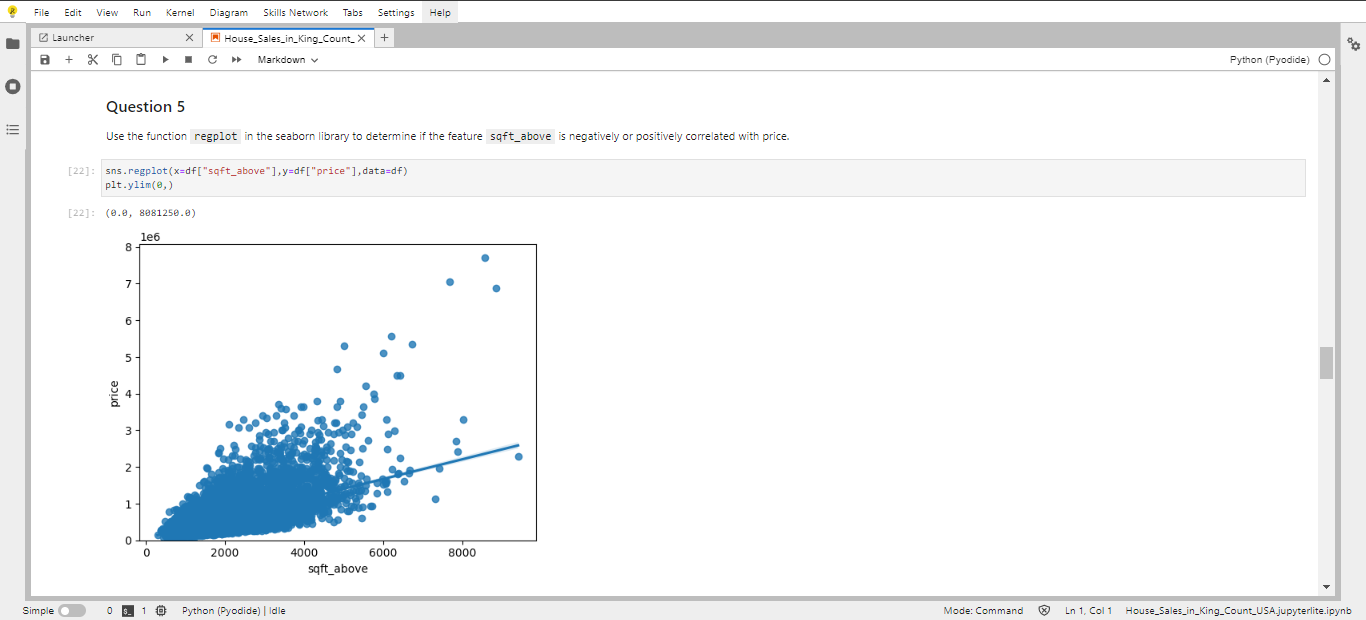 File Edit View Run Kernel Diagram Skills Network Tabs Settings Help
Launcher
House_Sales_in_King_Count_
Markdown
Python (Pyodide)
Question 5
Use the function regplot in the seaborn library to determine if the feature sqft_above is negatively or positively correlated with price.
[22]: sns.regplot(x=df["sqft_above"],y=df["price"],data=df)
plt.ylim(0,)
[22]: (0.0, 8081250.0)
1e6
8
7
6
5
4
3
2
1
0
price
0 2000 4000 6000 8000
sqft_above
Simple 0 $_ 1 Python (Pyodide) | Idle Mode: Command Ln 1, Col 1 House_Sales_in_King_Count_USA.jupyterlite.ipynb